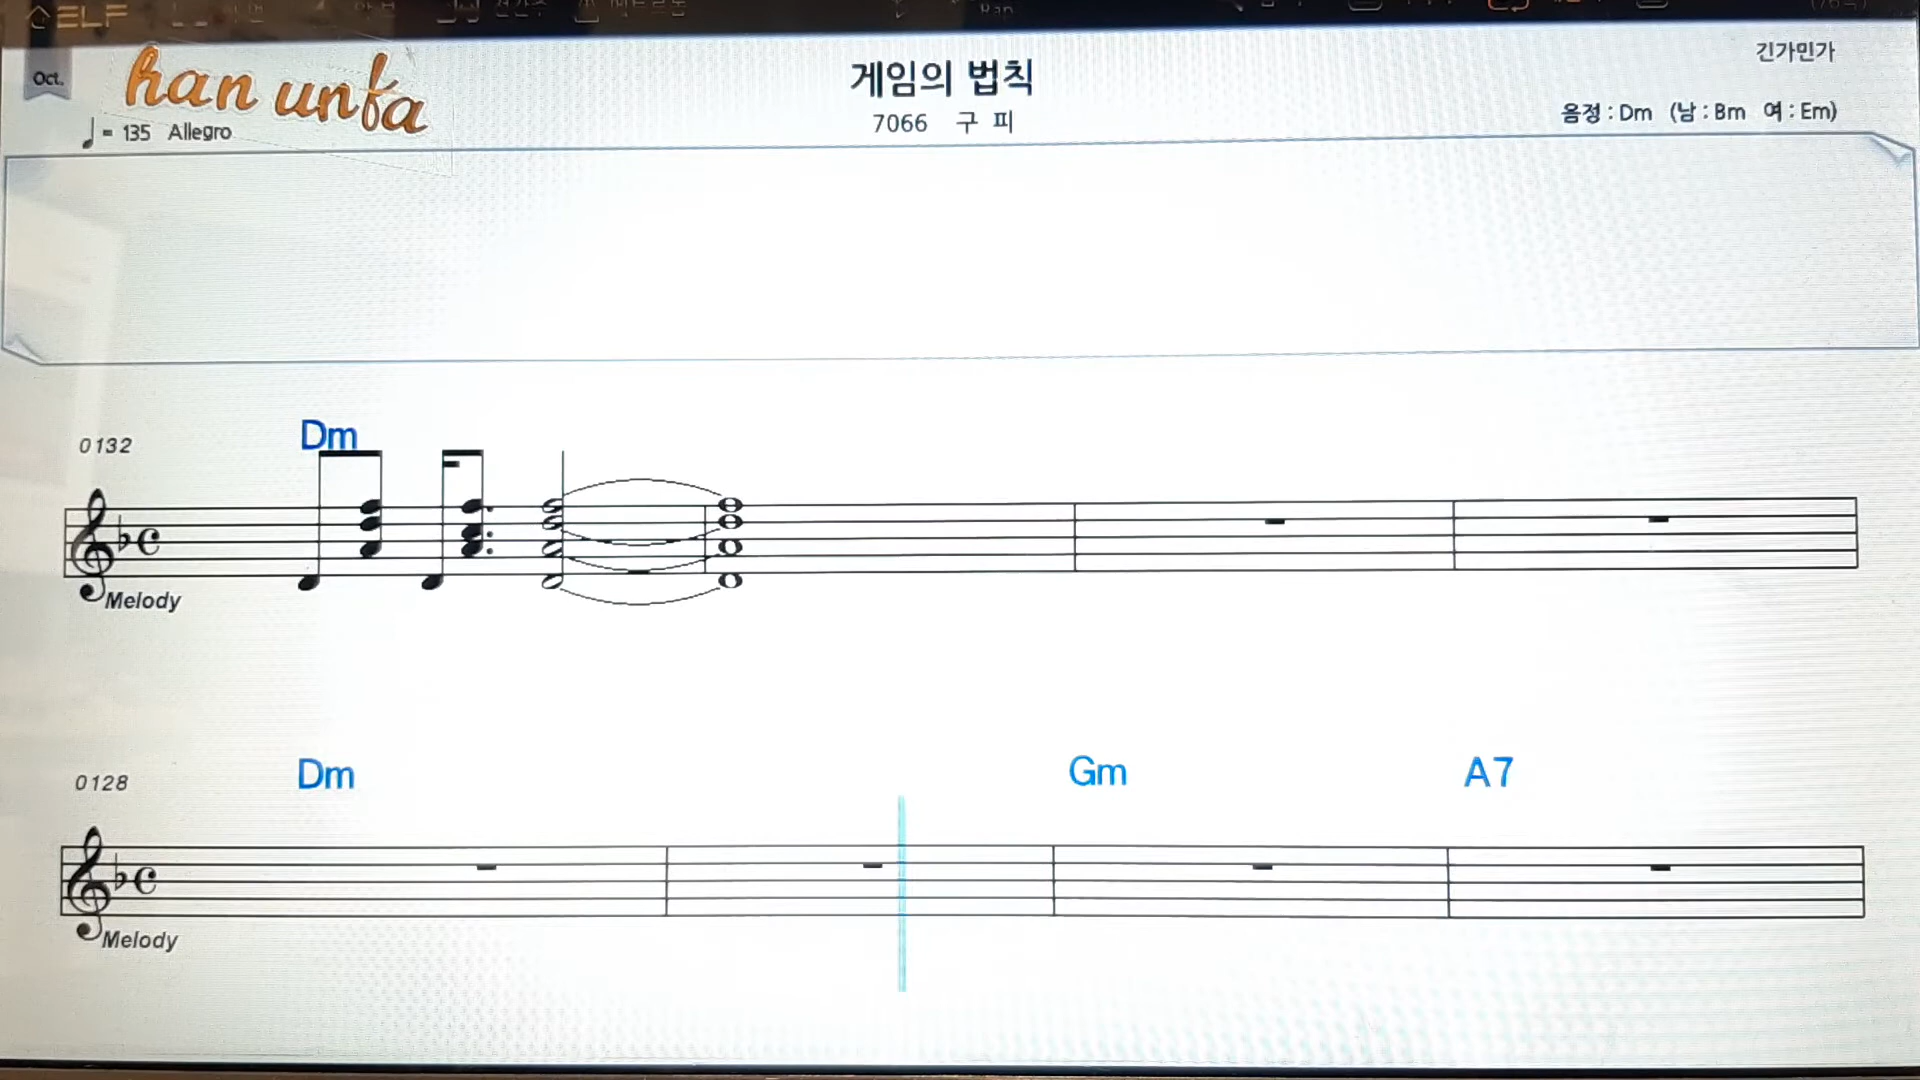 ELF
Oct.
han unfa
게임의 법칙
긴가민가
= 135 Allegro
7066 구 피
음정 : Dm (남 : Bm 여 : Em)
Dm
0132
Melody
Dm Gm A7
0128
Melody